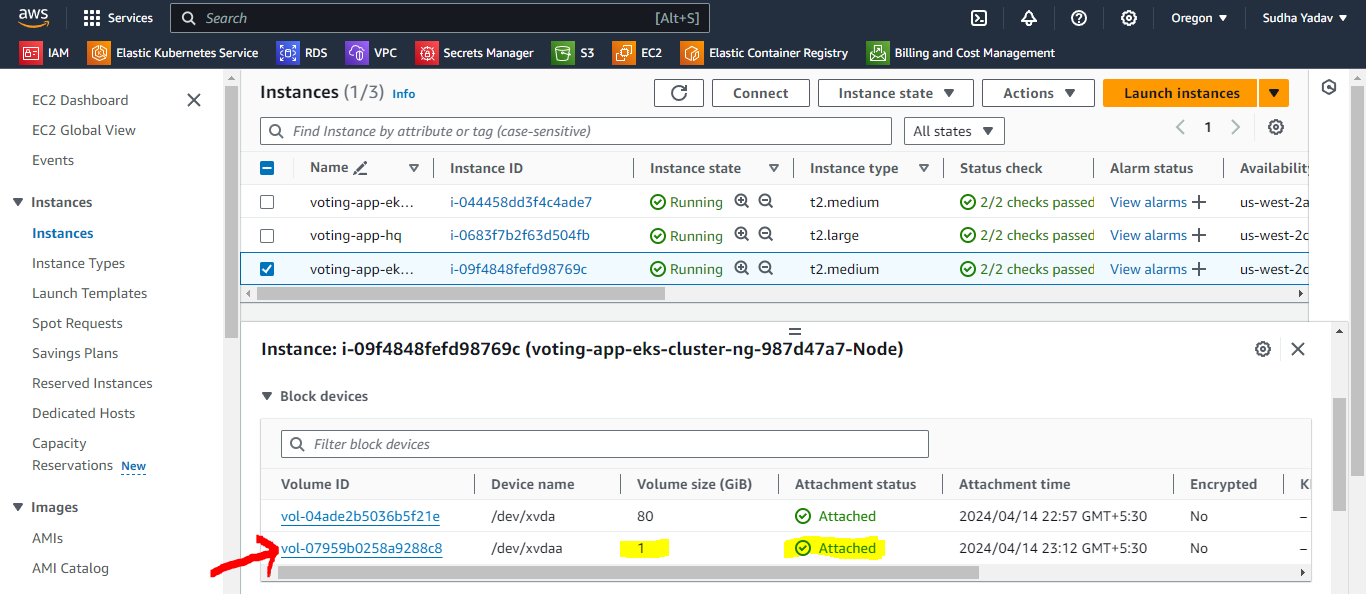 aws Services Search [Alt+S] Oregon Sudha Yadav
IAM Elastic Kubernetes Service RDS VPC Secrets Manager S3 EC2 Elastic Container Registry Billing and Cost Management
EC2 Dashboard
EC2 Global View
Events
Instances
Instances
Instance Types
Launch Templates
Spot Requests
Savings Plans
Reserved Instances
Dedicated Hosts
Capacity
Reservations New
Images
AMIs
AMI Catalog
Instances (1/3) Info Connect Instance state Actions Launch instances
Find Instance by attribute or tag (case-sensitive) All states 1
Name Instance ID Instance state Instance type Status check Alarm status Availability
voting-app-ek... i-044458dd3f4c4ade7 Running t2.medium 2/2 checks passed View alarms us-west-2a
voting-app-hq i-0683f7b2f63d504fb Running t2.large 2/2 checks passed View alarms us-west-2c
voting-app-ek... i-09f4848fefd98769c Running t2.medium 2/2 checks passed View alarms us-west-2c
Instance: i-09f4848fefd98769c (voting-app-eks-cluster-ng-987d47a7-Node)
Block devices
Filter block devices
Volume ID Device name Volume size (GiB) Attachment status Attachment time Encrypted
vol-04ade2b5036b5f21e /dev/xvda 80 Attached 2024/04/14 22:57 GMT+5:30 No –
vol-07959b0258a9288c8 /dev/xvdaa 1 Attached 2024/04/14 23:12 GMT+5:30 No –